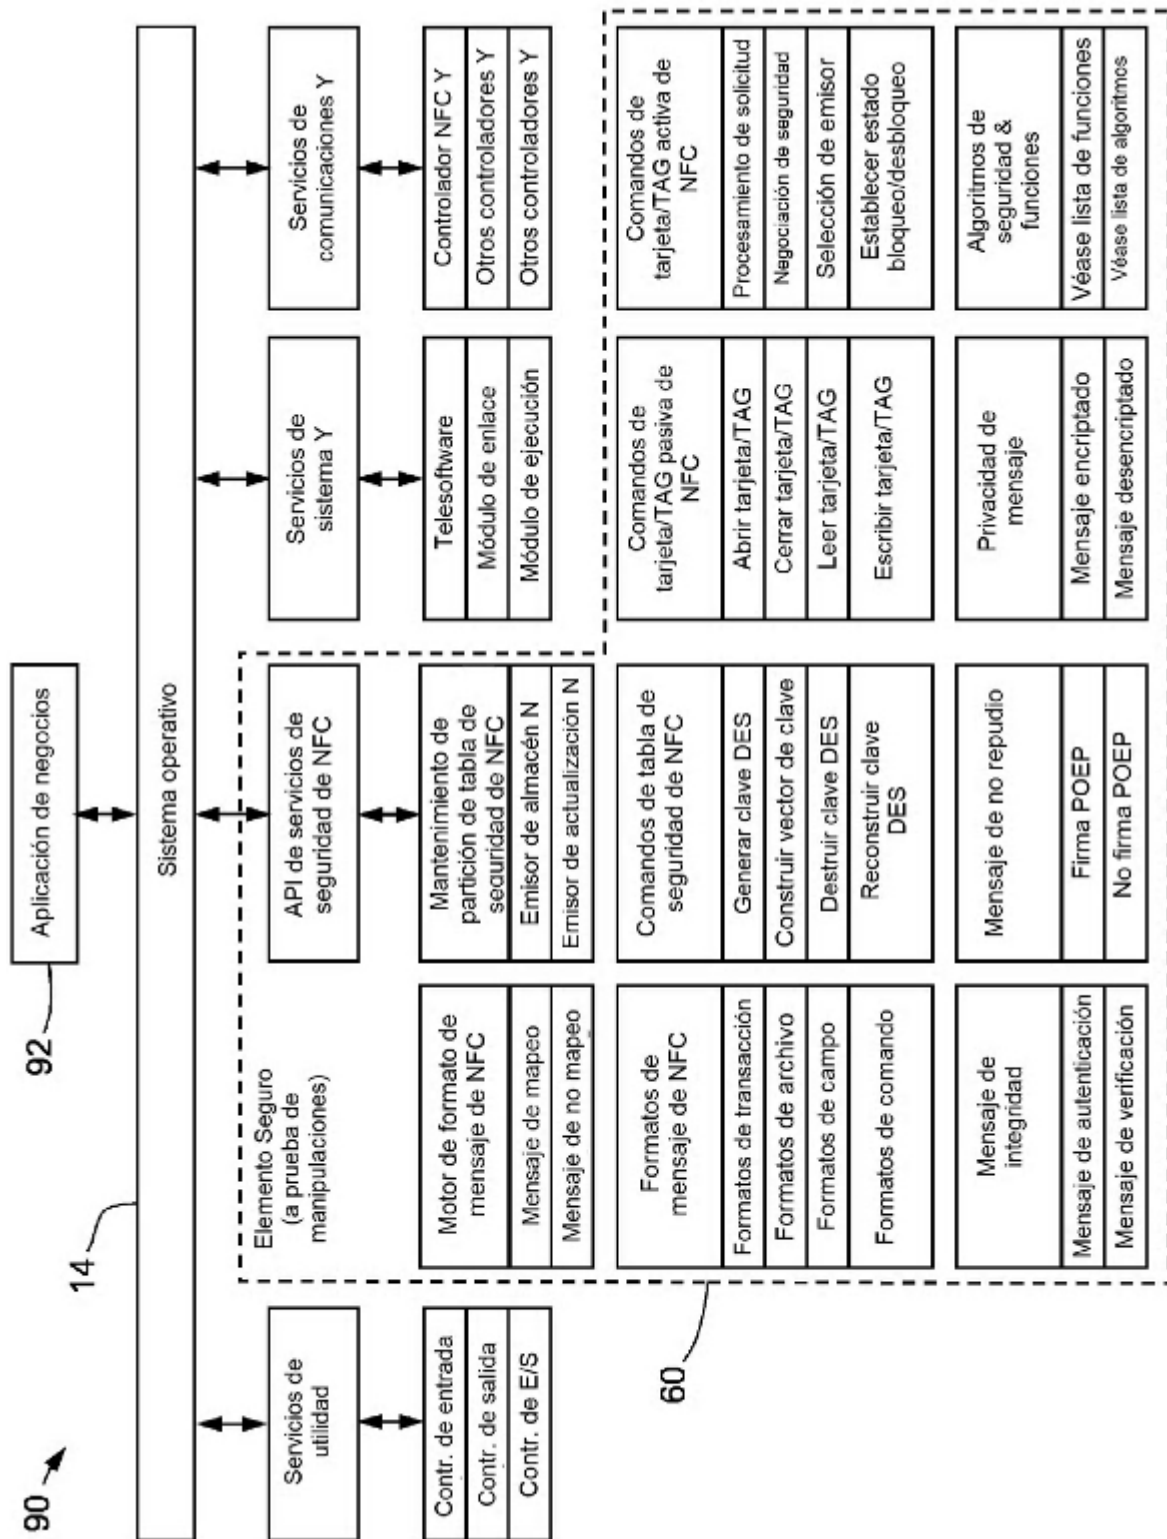 90
92
Aplicación de negocios
14
Sistema operativo
Servicios de
utilidad
Contr. de entrada
Contr. de salida
Contr. de E/S
Elemento Seguro
(a prueba de
manipulaciones)
API de servicios de
seguridad de NFC
Servicios de
sistema Y
Servicios de
comunicaciones Y
Motor de formato de
mensaje de NFC
Mensaje de mapeo
Mensaje de no mapeo
Mantenimiento de
partición de tabla de
seguridad de NFC
Emisor de almacén N
Emisor de actualización N
Telesoftware
Módulo de enlace
Módulo de ejecución
Controlador NFC Y
Otros controladores Y
Otros controladores Y
60
Formatos de
mensaje de NFC
Formatos de transacción
Formatos de archivo
Formatos de campo
Formatos de comando
Comandos de tabla de
seguridad de NFC
Generar clave DES
Construir vector de clave
Destruir clave DES
Reconstruir clave
DES
Comandos de
tarjeta/TAG pasiva de
NFC
Abrir tarjeta/TAG
Cerrar tarjeta/TAG
Leer tarjeta/TAG
Escribir tarjeta/TAG
Comandos de
tarjeta/TAG activa de
NFC
Procesamiento de solicitud
Negociación de seguridad
Selección de emisor
Establecer estado
bloqueo/desbloqueo
Mensaje de
integridad
Mensaje de autenticación
Mensaje de verificación
Mensaje de no repudio
Firma POEP
No firma POEP
Privacidad de
mensaje
Mensaje encriptado
Mensaje desencriptado
Algoritmos de
seguridad &
funciones
Véase lista de funciones
Véase lista de algoritmos